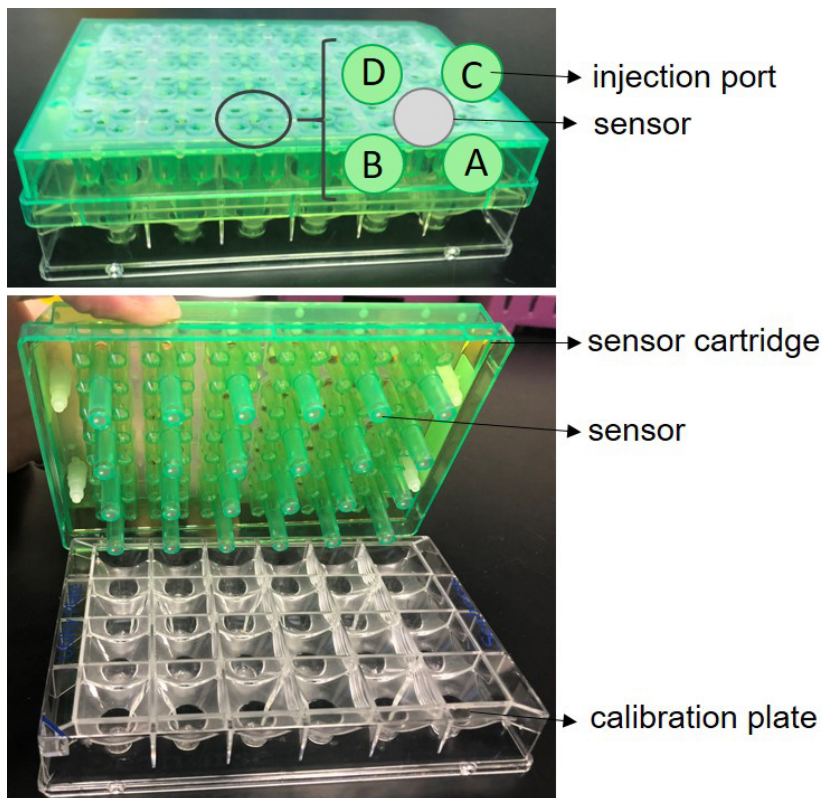 D
C
injection port
sensor
B
A
sensor cartridge
sensor
calibration plate